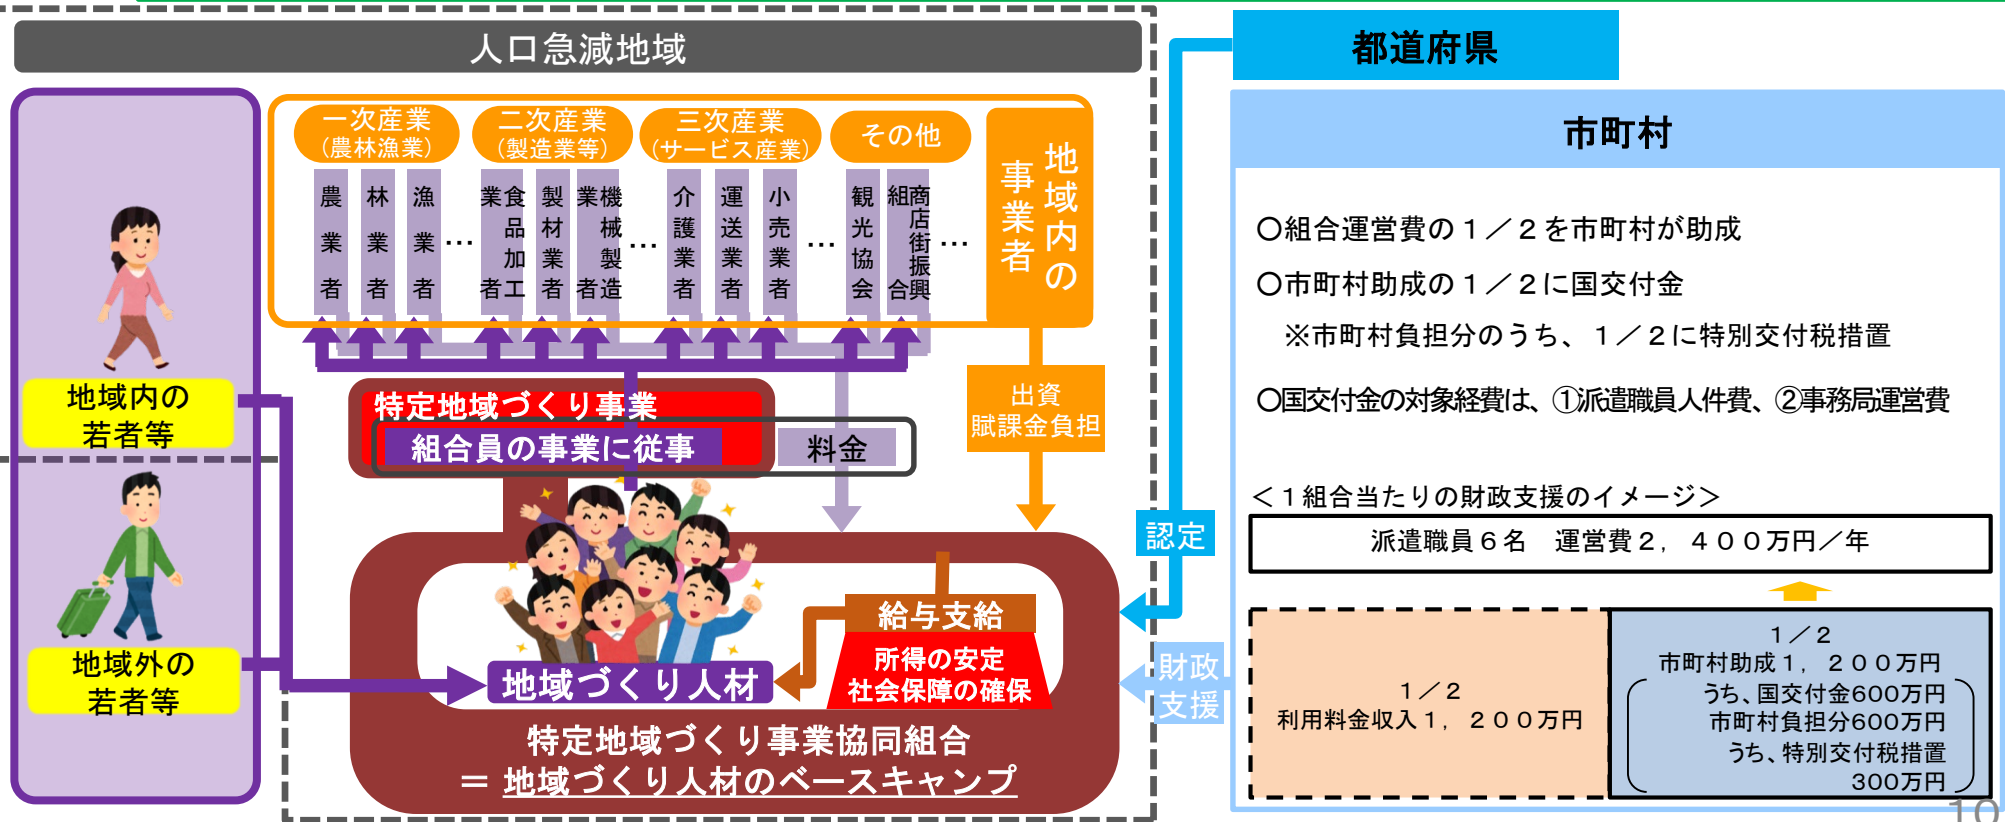 人口急減地域
一次産業
(農林漁業)
二次産業
(製造業等)
三次産業
(サービス産業)
その他
地域内の
事業者
農業者
林業者
漁業者
…
食品加工
業者
製材業者
機械製造
業者
…
介護業者
運送業者
小売業者
…
観光協会
商店街振興
組合
…
地域内の
若者等
地域外の
若者等
特定地域づくり事業
組合員の事業に従事
料金
出資
賦課金負担
給与支給
所得の安定
社会保障の確保
地域づくり人材
特定地域づくり事業協同組合
＝ 地域づくり人材のベースキャンプ
認定
財政
支援
都道府県
市町村
〇組合運営費の１／２を市町村が助成
〇市町村助成の１／２に国交付金
※市町村負担分のうち、１／２に特別交付税措置
〇国交付金の対象経費は、①派遣職員人件費、②事務局運営費
＜１組合当たりの財政支援のイメージ＞
派遣職員６名　運営費２，４００万円／年
１／２
利用料金収入１，２００万円
１／２
市町村助成１，２００万円
うち、国交付金600万円
市町村負担分600万円
うち、特別交付税措置
300万円
10